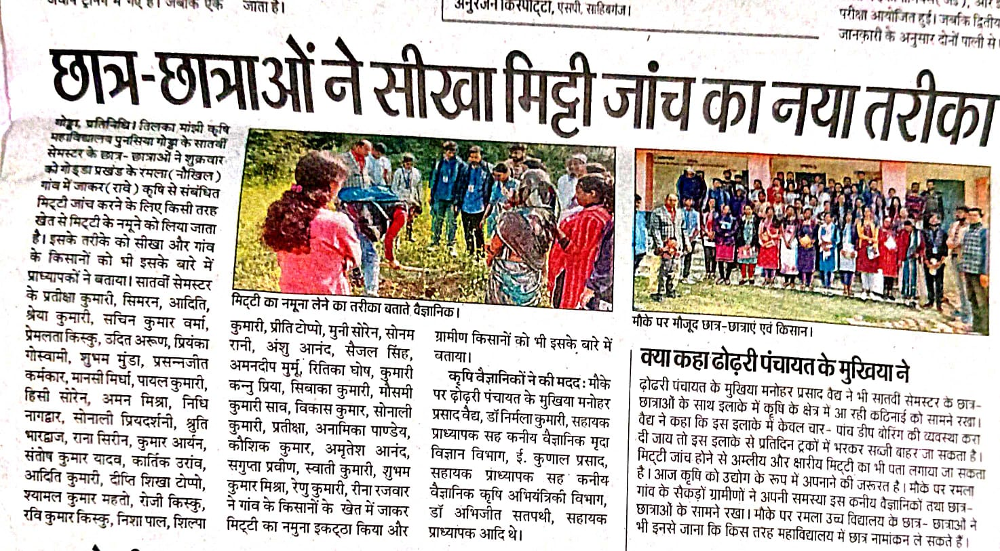 जाता है।
अनुरंजन किस्पोट्टा, एसपी, साहिबगंज।
परीक्षा आयोजित हुई। जबकि द्वितीय
जानकारी के अनुसार दोनों पाली से
छात्र-छात्राओं ने सीखा मिट्टी जांच का नया तरीका
गोड्डा, प्रतिनिधि। तिलका मांझी कृषि
महाविद्यालय पुनसिया गोड्डा के सातवीं
सेमस्टर के छात्र- छात्राओं ने शुक्रवार
को गोड्डा प्रखंड के रमला( नौखिल)
गांव में जाकर( रावे) कृषि से संबंधित
मिट्टी जांच करने के लिए किसी तरह
खेत से मिट्टी के नमूने को लिया जाता
है। इसके तरीके को सीखा और गांव
के किसानों को भी इसके बारे में
प्राध्यापकों ने बताया। सातवीं सेमस्टर
के प्रतीक्षा कुमारी, सिमरन, आदिति,
श्रेया कुमारी, सचिन कुमार वर्मा,
प्रेमलता किस्कु, उदित अरूण, प्रियंका
गोस्वामी, शुभम मुंडा, प्रसन्नजीत
कर्मकार, मानसी मिर्धा, पायल कुमारी,
हिसी सोरेन, अमन मिश्रा, निधि
नागद्वार, सोनाली प्रियदर्शनी, श्रुति
भारद्वाज, राना सिरीन, कुमार आर्यन,
संतोष कुमार यादव, कार्तिक उरांव,
आदिति कुमारी, दीप्ति शिखा टोप्पो,
श्यामल कुमार महतो, रोजी किस्कु,
रवि कुमार किस्कु, निशा पाल, शिल्पा
मिट्टी का नमूना लेने का तरीका बताते वैज्ञानिक।
कुमारी, प्रीति टोप्पो, मुनी सोरेन, सोनम
रानी, अंशु आनंद, सैजल सिंह,
अमनदीप मुर्मू, रितिका घोष, कुमारी
कन्नु प्रिया, सिबाका कुमारी, मौसमी
कुमारी साव, विकास कुमार, सोनाली
कुमारी, प्रतीक्षा, अनामिका पाण्डेय,
कौशिक कुमार, अमृतेश आनंद,
सगुप्ता प्रवीण, स्वाती कुमारी, शुभम
कुमार मिश्रा, रेणु कुमारी, रीना रजवार
ने गांव के किसानों के खेत में जाकर
मिट्टी का नमुना इकट्ठा किया और
ग्रामीण किसानों को भी इसके बारे में
बताया।
कृषि वैज्ञानिकों ने की मदद: मौके
पर ढ़ोढ़री पंचायत के मुखिया मनोहर
प्रसाद वैद्य, डॉ निर्मला कुमारी, सहायक
प्राध्यापक सह कनीय वैज्ञानिक मृदा
विज्ञान विभाग, ई. कुणाल प्रसाद,
सहायक प्राध्यापक सह कनीय
वैज्ञानिक कृषि अभियंत्रिकी विभाग,
डॉ अभिजीत सतपथी, सहायक
प्राध्यापक आदि थे।
मौके पर मौजूद छात्र-छात्राएं एवं किसान।
क्या कहा ढोढ़री पंचायत के मुखिया ने
ढ़ोढरी पंचायत के मुखिया मनोहर प्रसाद वैद्य ने भी सातवीं सेमस्टर के छात्र-
छात्राओं के साथ इलाके में कृषि के क्षेत्र में आ रही कटिनाई को सामने रखा।
वैद्य ने कहा कि इस इलाके में केवल चार- पांच डीप बोरिंग की व्यवस्था करा
दी जाय तो इस इलाके से प्रतिदिन ट्रकों में भरकर सब्जी बाहर जा सकता है।
मिट्टी जांच होने से अम्लीय और क्षारीय मिट्टी का भी पता लगाया जा सकता
है। आज कृषि को उद्योग के रूप में अपनाने की जरूरत है। मौके पर रमला
गांव के सैकड़ों ग्रामीणों ने अपनी समस्या इस कनीय वैज्ञानिकों तथा छात्र-
छात्राओं के सामने रखा। मौके पर रमला उच्च विद्यालय के छात्र- छात्राओं ने
भी इनसे जाना कि किस तरह महाविद्यालय में छात्र नामांकन ले सकते हैं।